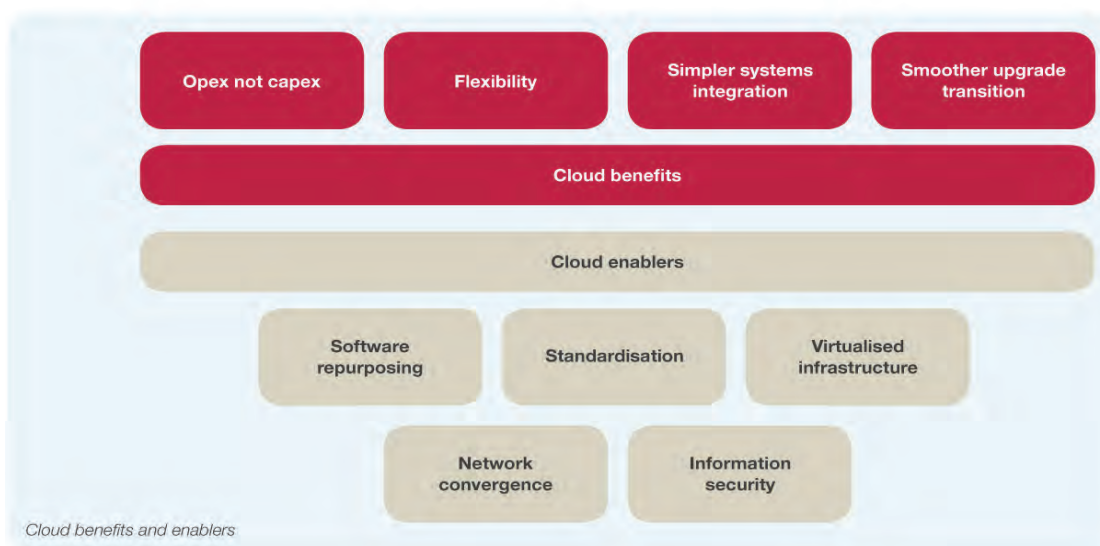 Opex not capex
Flexibility
Simpler systems
integration
Smoother upgrade
transition
Cloud benefits
Cloud enablers
Software
repurposing
Standardisation
Virtualised
infrastructure
Network
convergence
Information
security
Cloud benefits and enablers